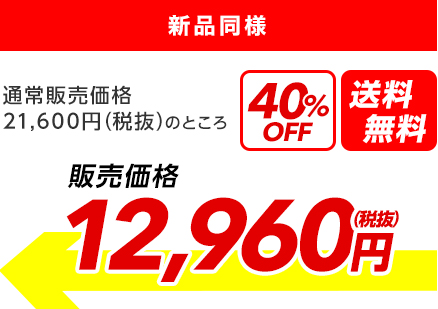 新品同様
通常販売価格
21,600円(税抜)のところ
40%
OFF
送料
無料
販売価格
12,960円(税抜)